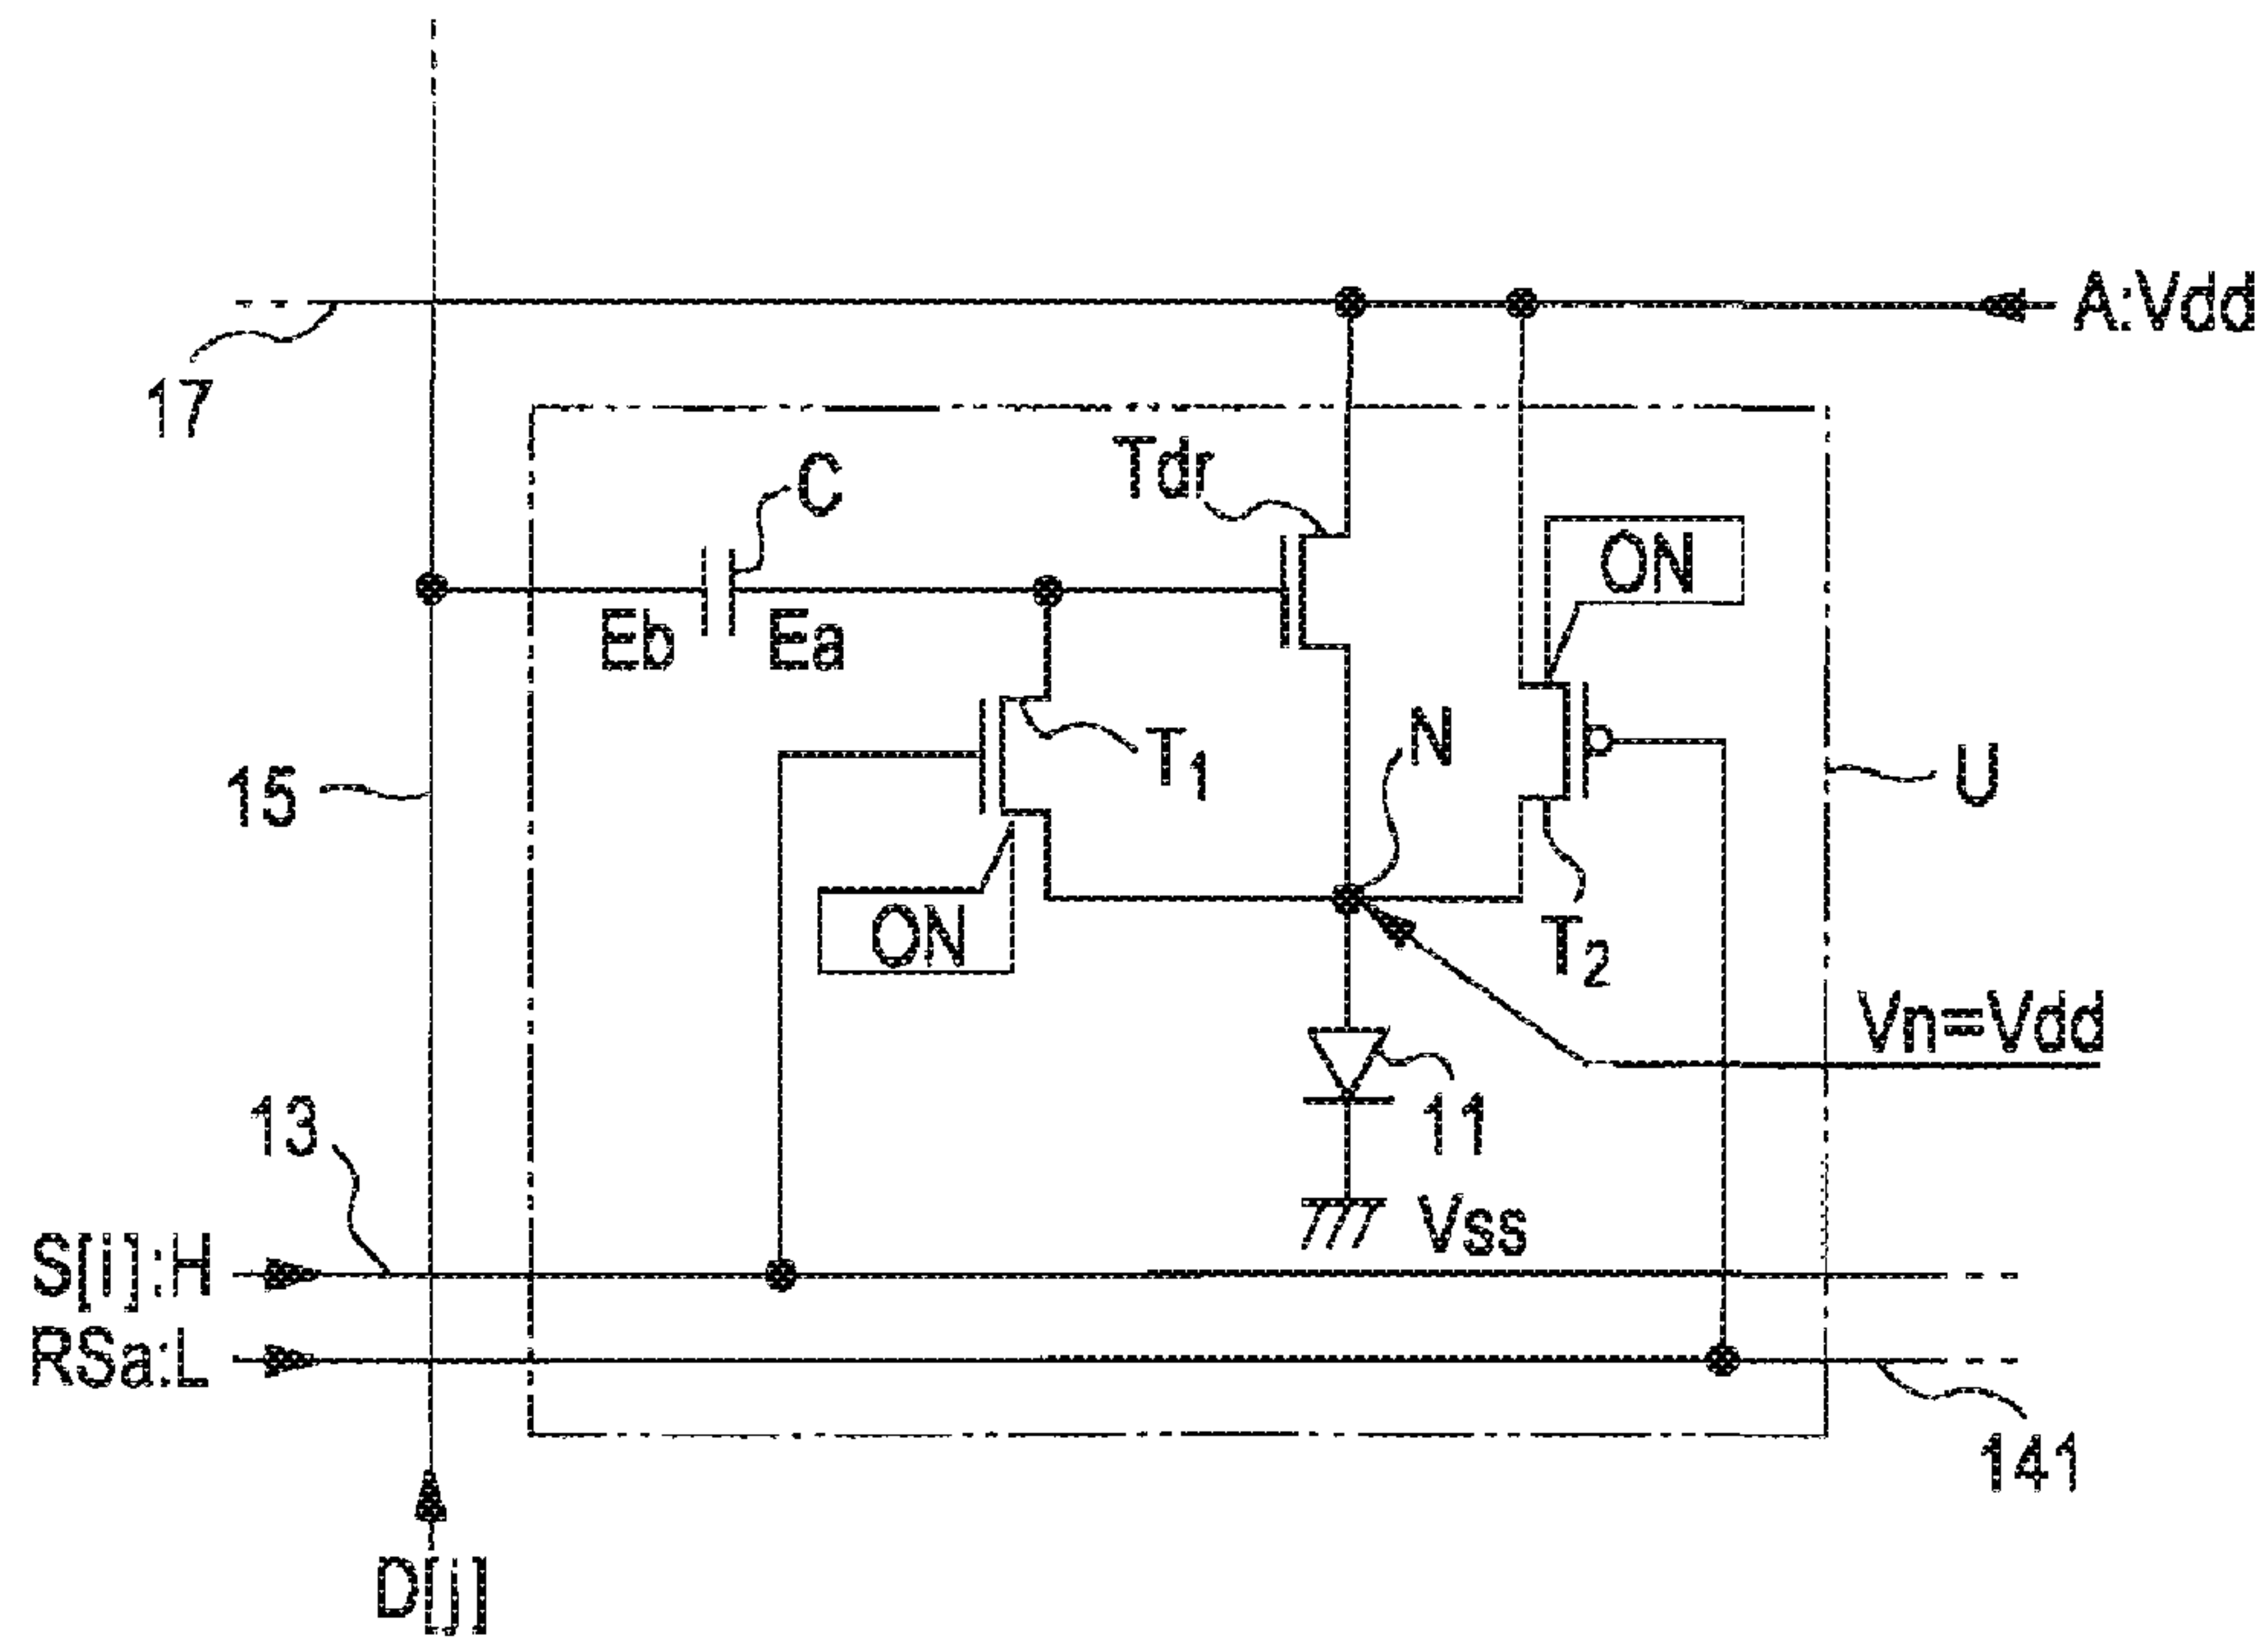 A:Vdd
17
C
Tdr
ON
Eb
Ea
T1
N
15
U
ON
T2
Vn=Vdd
13
11
Vss
S[i]:H
RSa:L
141
D[j]